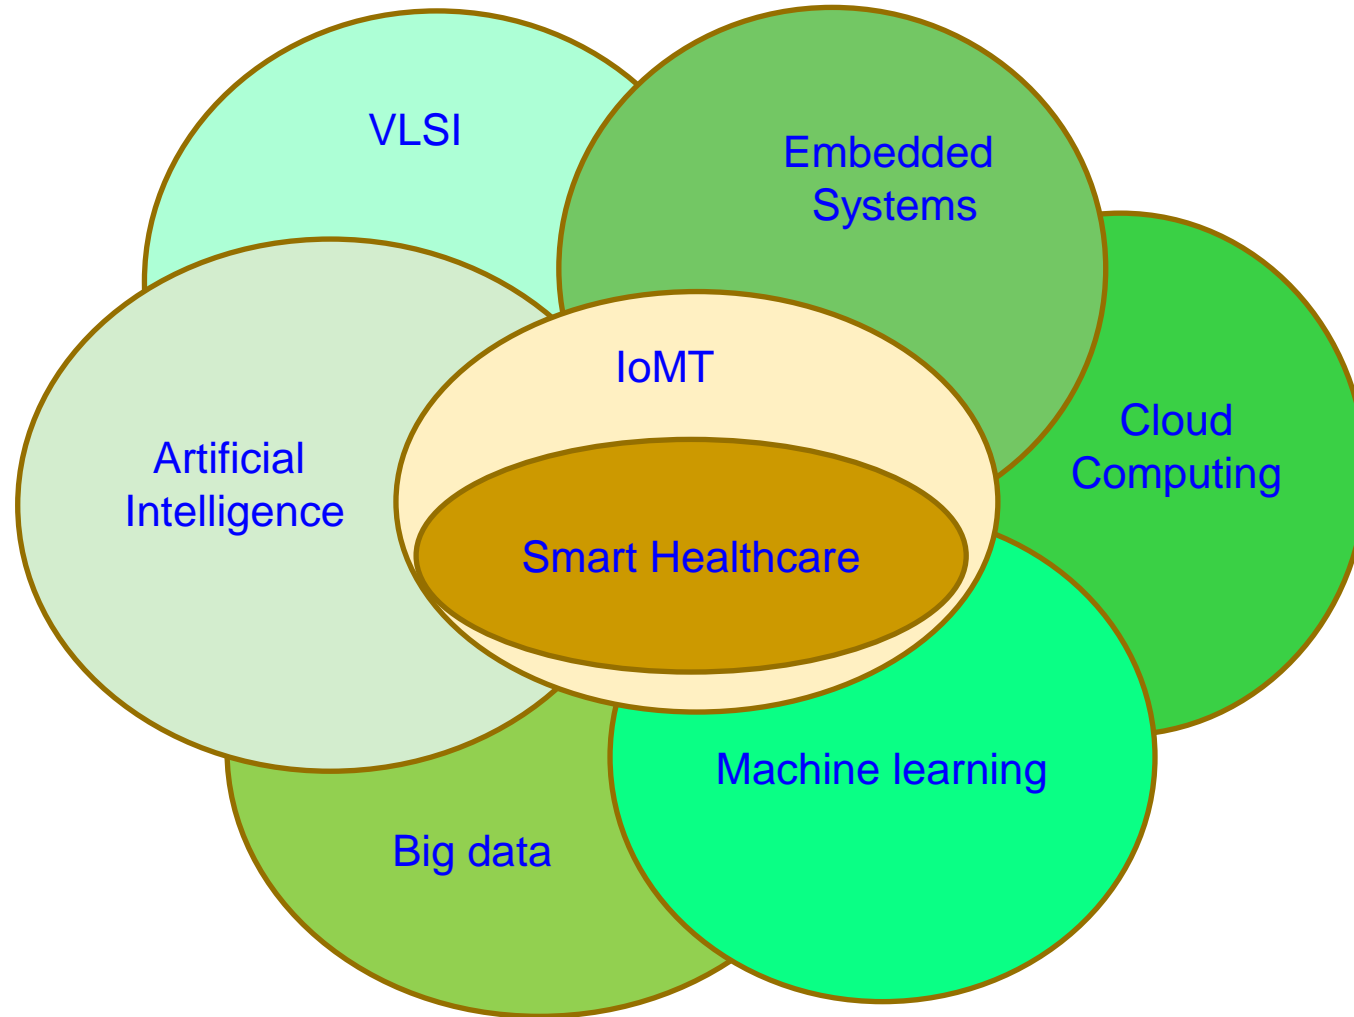 VLSI
Embedded
Systems
IoMT
Cloud
Computing
Artificial
Intelligence
Smart Healthcare
Machine learning
Big data